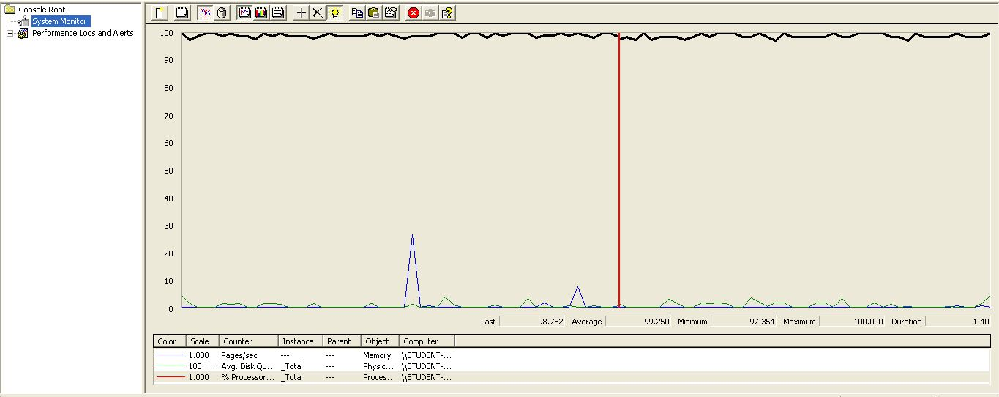 Console Root
System Monitor
Performance Logs and Alerts
100
90
80
70
60
50
40
30
20
10
0
Last 98.752 Average 99.250 Minimum 97.354 Maximum 100.000 Duration 1:40
Color Scale Counter Instance Parent Object Computer
1.000 Pages/sec --- --- Memory \\STUDENT-...
100.... Avg. Disk Qu... _Total --- Physic... \\STUDENT-...
1.000 % Processor... _Total --- Proces... \\STUDENT-...